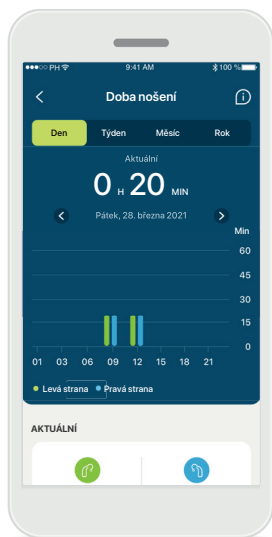 PH 9:41 AM 100 %
Doba nošení
Den Týden Měsíc Rok
Aktuální
0 H 20 MIN
Pátek, 28. března 2021
Min
60
45
30
15
0
01 03 06 09 12 15 18 21
Levá strana Pravá strana
AKTUÁLNÍ